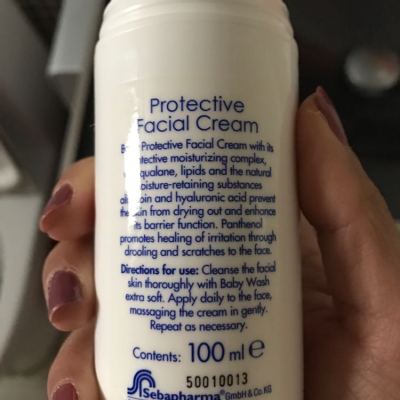 Protective
Facial Cream
Protective Facial Cream with its
moisturizing complex,
lipids and the natural
moisture-retaining substances
and hyaluronic acid prevent
the skin from drying out and enhance
its barrier function. Panthenol
promotes healing of irritation through
drooling and scratches to the face.
Directions for use: Cleanse the facial
skin thoroughly with Baby Wash
extra soft. Apply daily to the face,
massaging the cream in gently.
Repeat as necessary.
Contents: 100 ml e
50010013
Sebapharma® GmbH & Co. KG